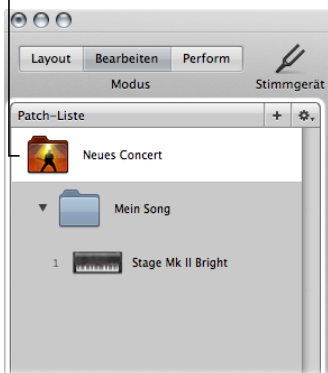 Layout Bearbeiten Perform
Modus Stimmgerät
Patch-Liste
Neues Concert
Mein Song
1 Stage Mk II Bright